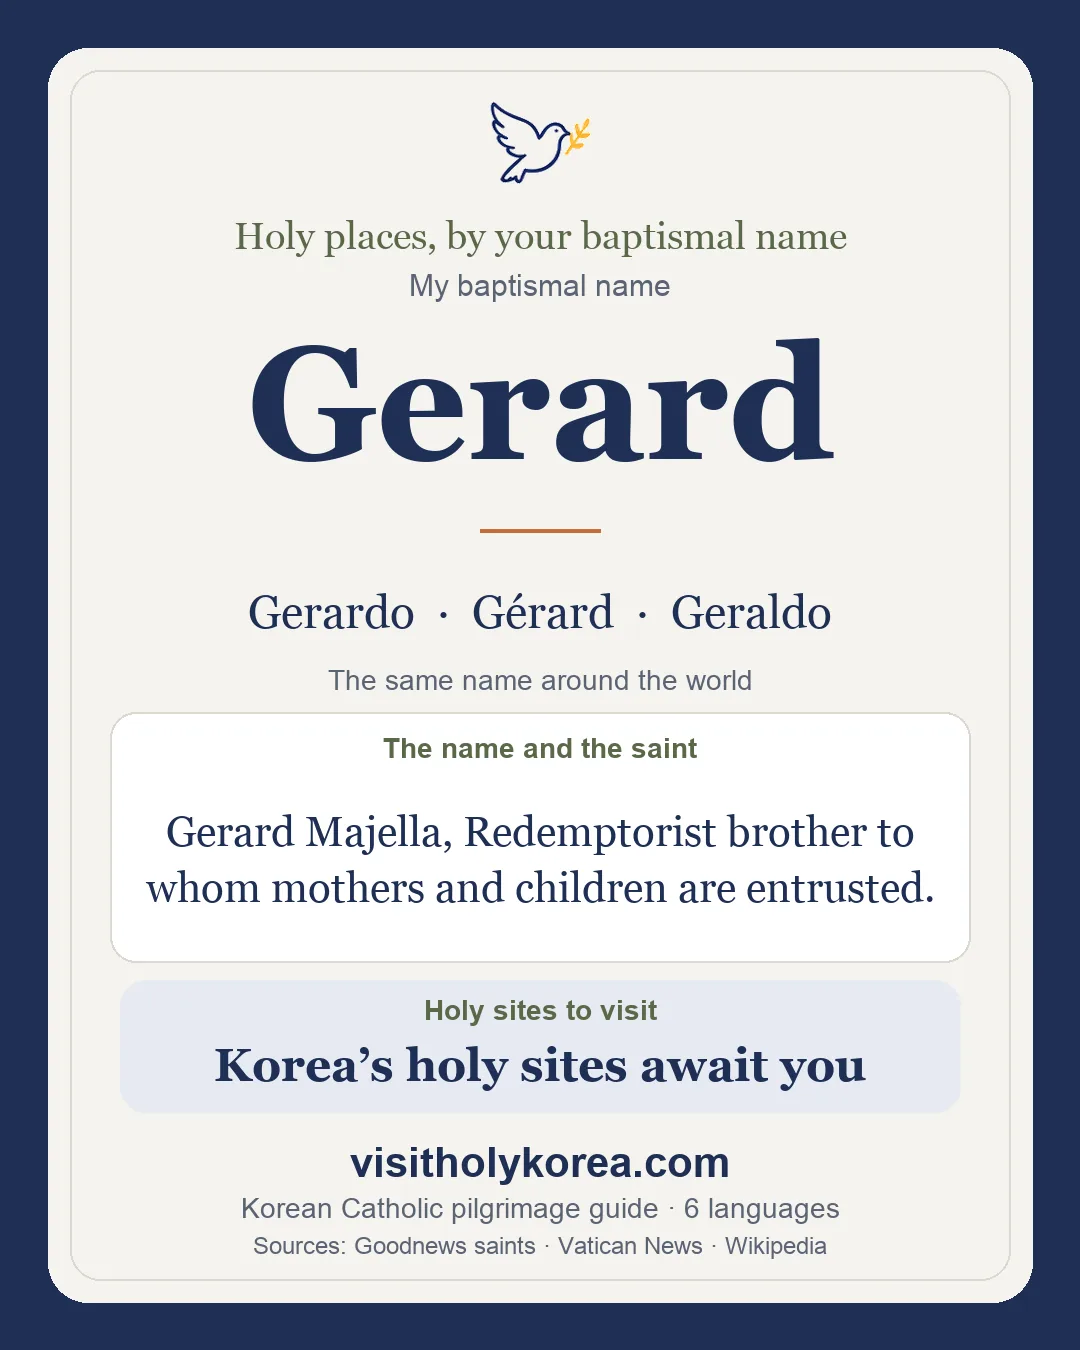 Holy places, by your baptismal name
My baptismal name
Gerard
Gerardo · Gérard · Geraldo
The same name around the world
The name and the saint
Gerard Majella, Redemptorist brother to
whom mothers and children are entrusted.
Holy sites to visit
Korea’s holy sites await you
visitholykorea.com
Korean Catholic pilgrimage guide · 6 languages
Sources: Goodnews saints · Vatican News · Wikipedia